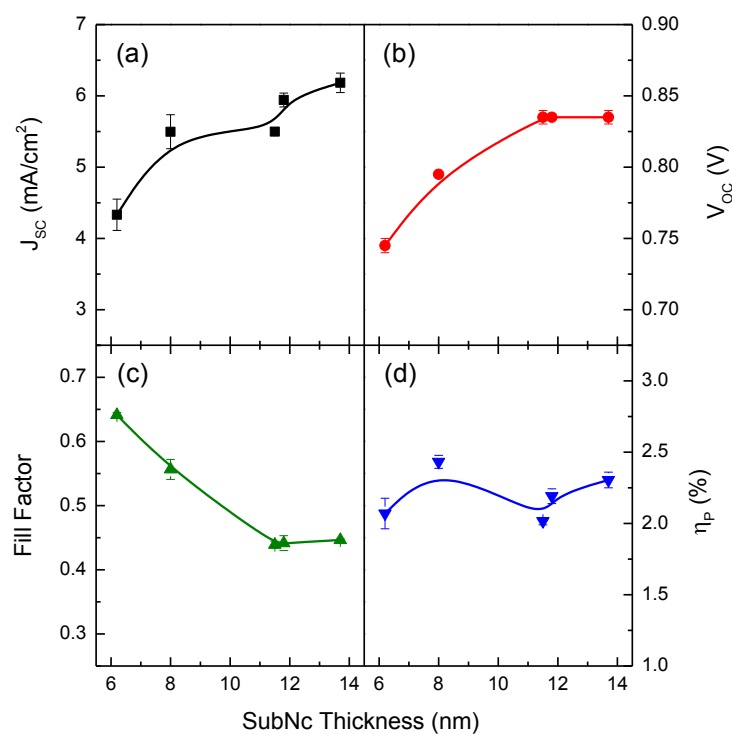 (a)
(b)
7
6
5
4
3
J_SC (mA/cm²)
0.90
0.85
0.80
0.75
0.70
V_OC (V)
(c)
(d)
0.7
0.6
0.5
0.4
0.3
Fill Factor
3.0
2.5
2.0
1.5
1.0
η_P (%)
6 8 10 12 14 6 8 10 12 14
SubNc Thickness (nm)